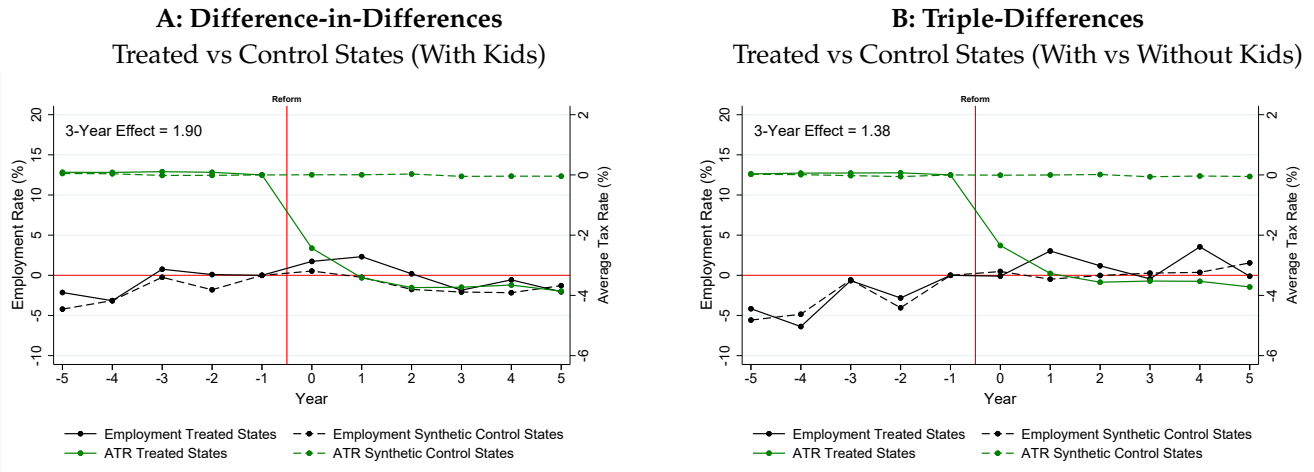 A: Difference-in-Differences
Treated vs Control States (With Kids)
Reform
3-Year Effect = 1.90
Employment Rate (%)
20
15
10
5
0
-5
-10
Average Tax Rate (%)
2
0
-2
-4
-6
-5 -4 -3 -2 -1 0 1 2 3 4 5
Year
Employment Treated States
Employment Synthetic Control States
ATR Treated States
ATR Synthetic Control States
B: Triple-Differences
Treated vs Control States (With vs Without Kids)
Reform
3-Year Effect = 1.38
Employment Rate (%)
20
15
10
5
0
-5
-10
Average Tax Rate (%)
2
0
-2
-4
-6
-5 -4 -3 -2 -1 0 1 2 3 4 5
Year
Employment Treated States
Employment Synthetic Control States
ATR Treated States
ATR Synthetic Control States